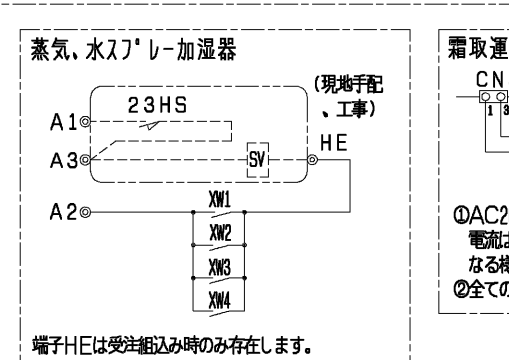 蒸気、水スプレー加湿器
(現地手配
、工事)
23HS
A1
A3
SV
HE
A2
XW1
XW2
XW3
XW4
端子HEは受注組込み時のみ存在します。
霜取運
CN
1 3
①AC2
電流は
なる様
②全ての